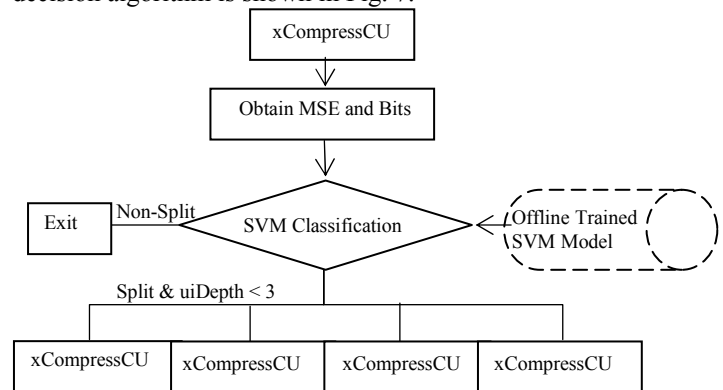 decision algorithm is shown in Fig. 7.
xCompressCU
Obtain MSE and Bits
Exit
Non-Split
SVM Classification
Offline Trained
SVM Model
Split & uiDepth < 3
xCompressCU
xCompressCU
xCompressCU
xCompressCU